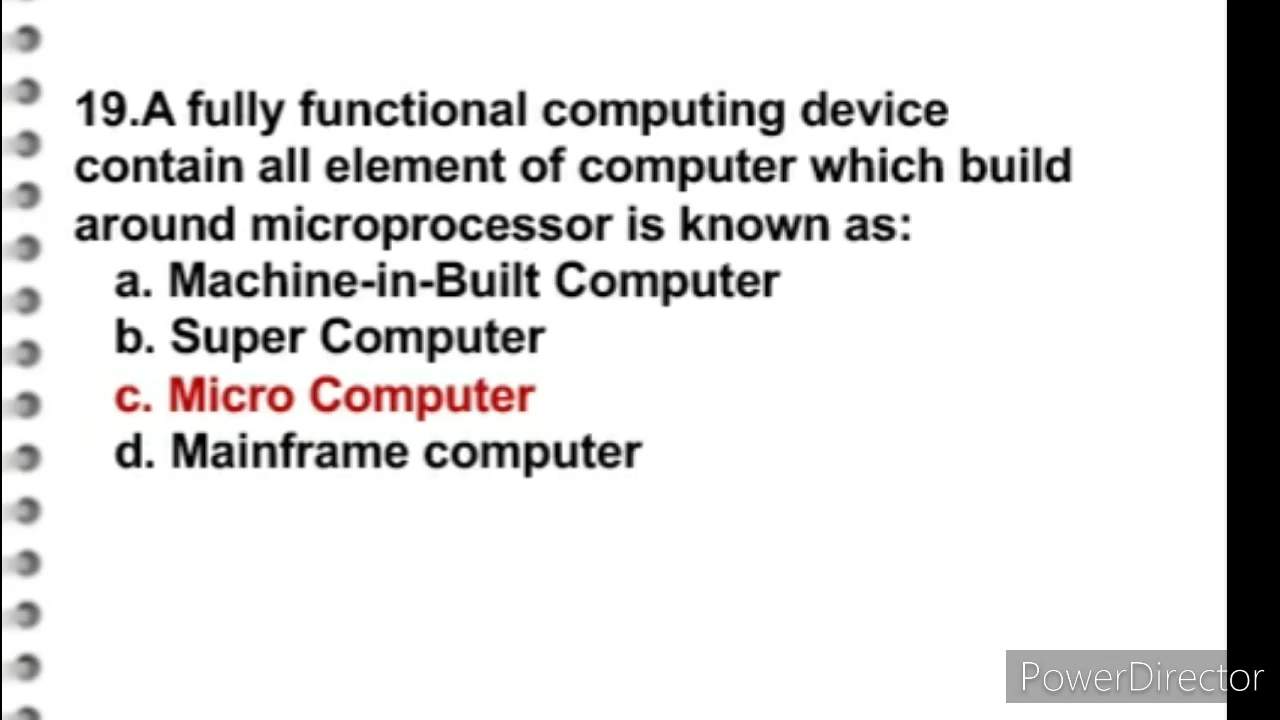 19.A fully functional computing device
contain all element of computer which build
around microprocessor is known as:
a. Machine-in-Built Computer
b. Super Computer
c. Micro Computer
d. Mainframe computer
PowerDirector